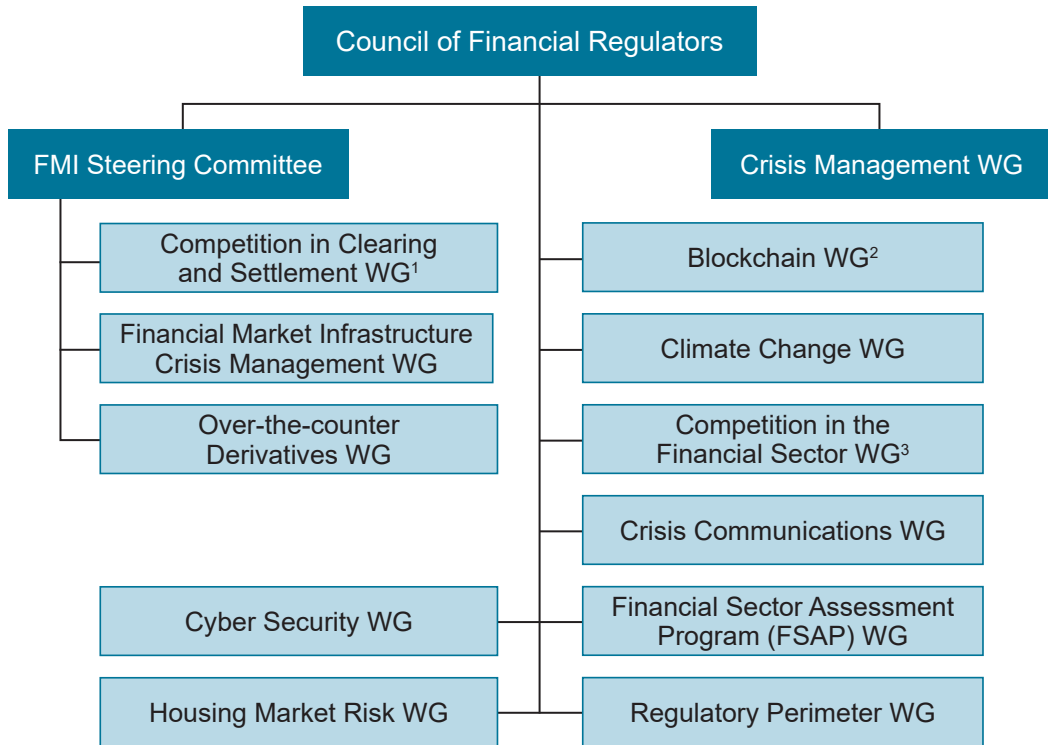 Council of Financial Regulators
FMI Steering Committee
Crisis Management WG
Competition in Clearing
and Settlement WG¹
Financial Market Infrastructure
Crisis Management WG
Over-the-counter
Derivatives WG
Blockchain WG²
Climate Change WG
Competition in the
Financial Sector WG³
Crisis Communications WG
Cyber Security WG
Financial Sector Assessment
Program (FSAP) WG
Housing Market Risk WG
Regulatory Perimeter WG